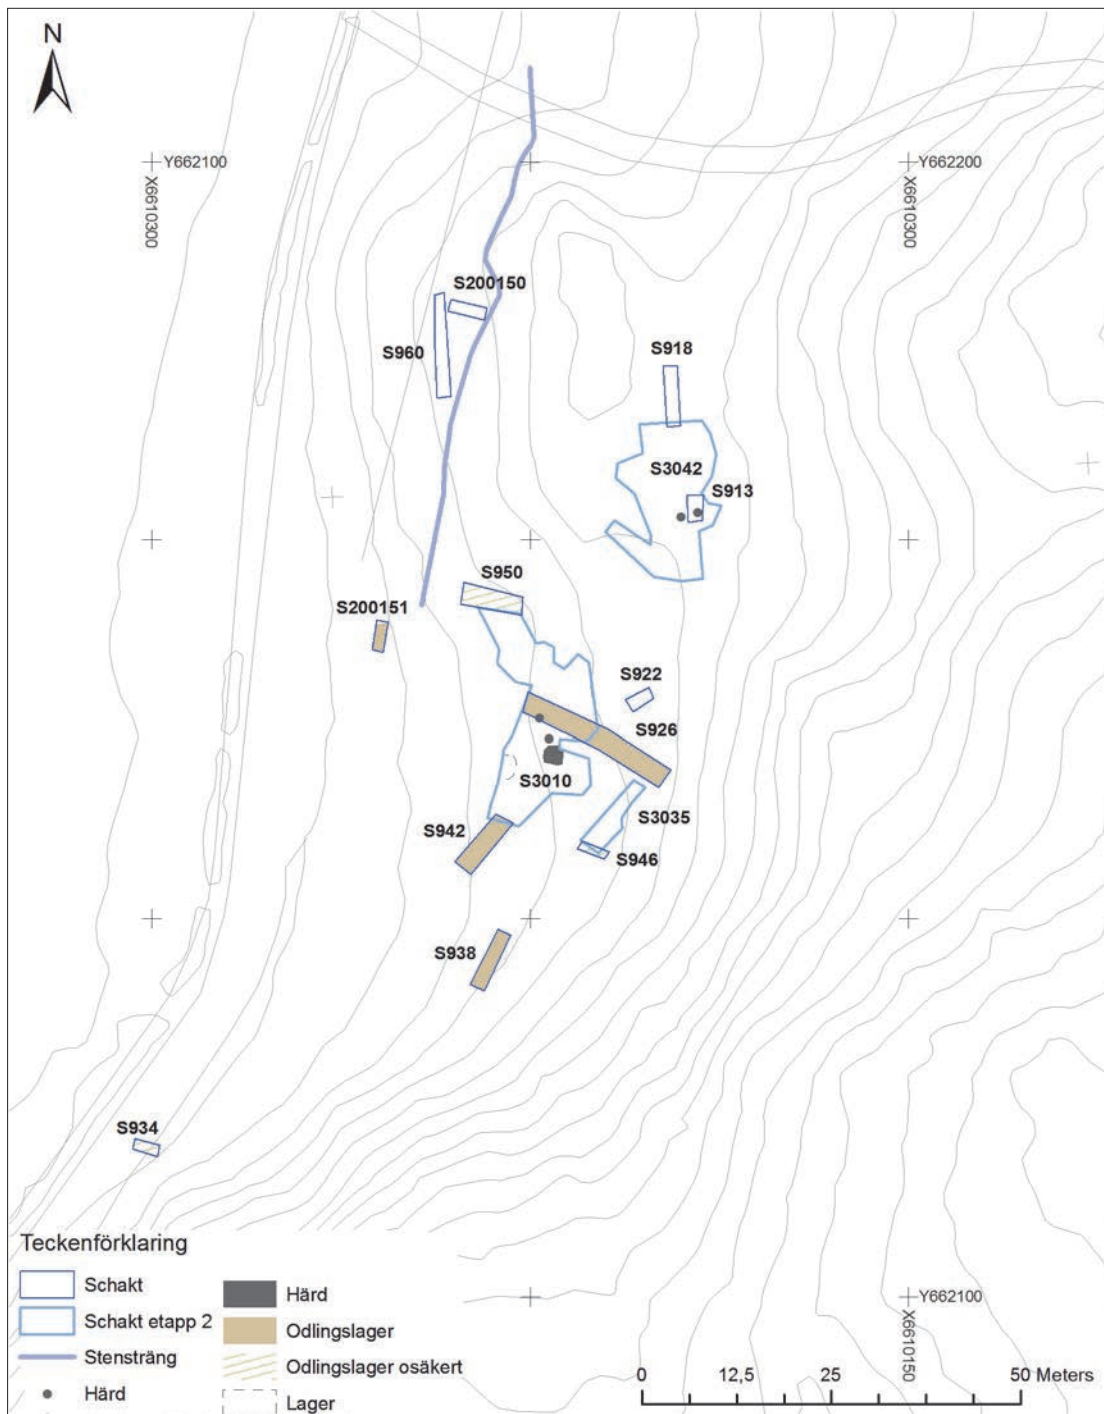 N
Y662100
X6610300
Y662200
X6610300
S200150
S960
S918
S3042
S913
S950
S200151
S922
S926
S3010
S3035
S942
S946
S938
S934
Y662100
X6610150
Teckenförklaring
Schakt
Schakt etapp 2
Stensträng
Härd
Härd
Odlingslager
Odlingslager osäkert
Lager
0 12,5 25 50 Meters